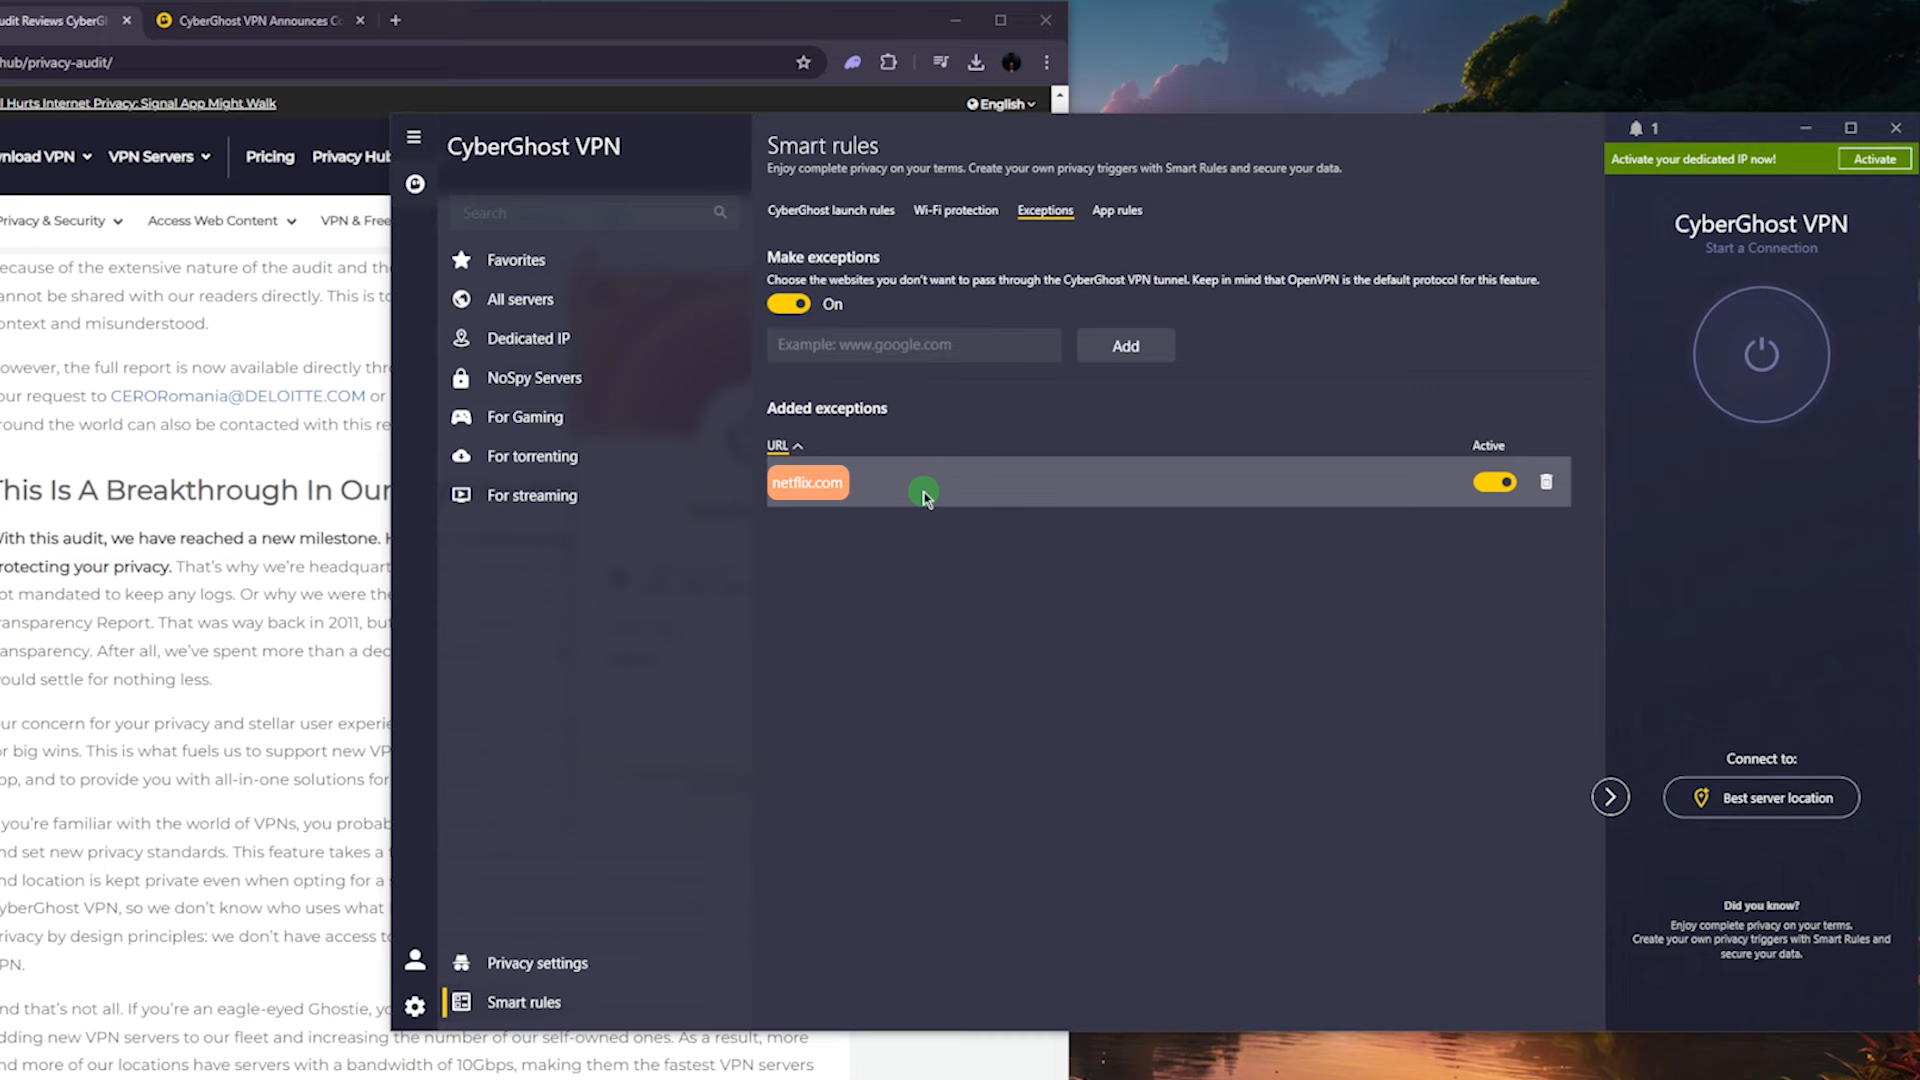 udit Reviews CyberGh
CyberGhost VPN Announces Co
hub/privacy-audit/
l Hurts Internet Privacy: Signal App Might Walk
English
nload VPN
VPN Servers
Pricing
Privacy Hub
rivacy & Security
Access Web Content
VPN & Free
ecause of the extensive nature of the audit and the
annot be shared with our readers directly. This is to
ontext and misunderstood.
owever, the full report is now available directly thr
our request to CERORomania@DELOITTE.COM or
round the world can also be contacted with this re
his Is A Breakthrough In Our
ith this audit, we have reached a new milestone. H
rotecting your privacy. That's why we're headquart
ot mandated to keep any logs. Or why we were the
ransparency Report. That was way back in 2011, but
ansparency. After all, we've spent more than a dec
ould settle for nothing less.
ur concern for your privacy and stellar user experie
or big wins. This is what fuels us to support new VP
op, and to provide you with all-in-one solutions for
you're familiar with the world of VPNs, you probab
nd set new privacy standards. This feature takes a
nd location is kept private even when opting for a s
yberGhost VPN, so we don't know who uses what
rivacy by design principles: we don't have access to
PN.
nd that's not all. If you're an eagle-eyed Ghostie, yo
dding new VPN servers to our fleet and increasing the number of our self-owned ones. As a result, more
nd more of our locations have servers with a bandwidth of 10Gbps, making them the fastest VPN servers
CyberGhost VPN
Search
Favorites
All servers
Dedicated IP
NoSpy Servers
For Gaming
For torrenting
For streaming
Privacy settings
Smart rules
Smart rules
Enjoy complete privacy on your terms. Create your own privacy triggers with Smart Rules and secure your data.
CyberGhost launch rules
Wi-Fi protection
Exceptions
App rules
Make exceptions
Choose the websites you don't want to pass through the CyberGhost VPN tunnel. Keep in mind that OpenVPN is the default protocol for this feature.
On
Example: www.google.com
Add
Added exceptions
URL
Active
netflix.com
1
Activate your dedicated IP now!
Activate
CyberGhost VPN
Start a Connection
Connect to:
Best server location
Did you know?
Enjoy complete privacy on your terms.
Create your own privacy triggers with Smart Rules and
secure your data.